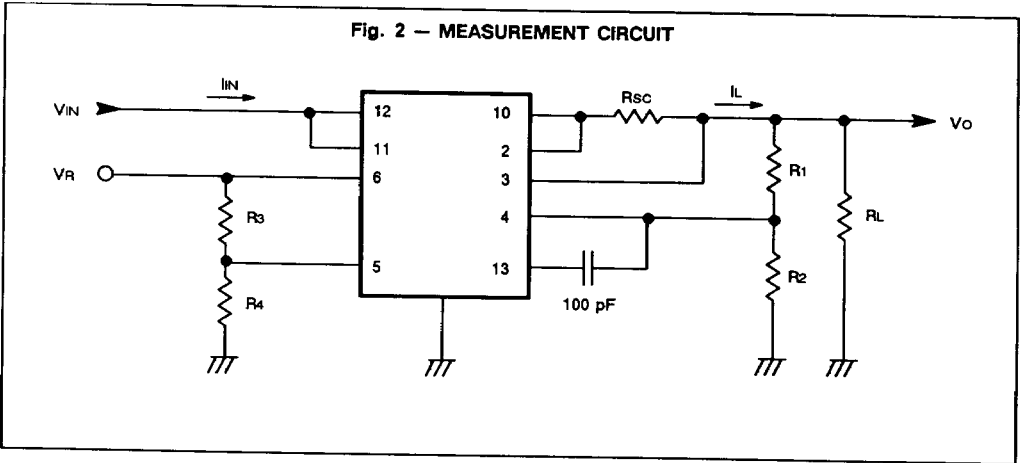 Fig. 2 — MEASUREMENT CIRCUIT
IIN
RSC
IL
VIN
12
10
VO
11
2
VR
6
3
R1
R3
4
RL
5
13
R2
R4
100 pF